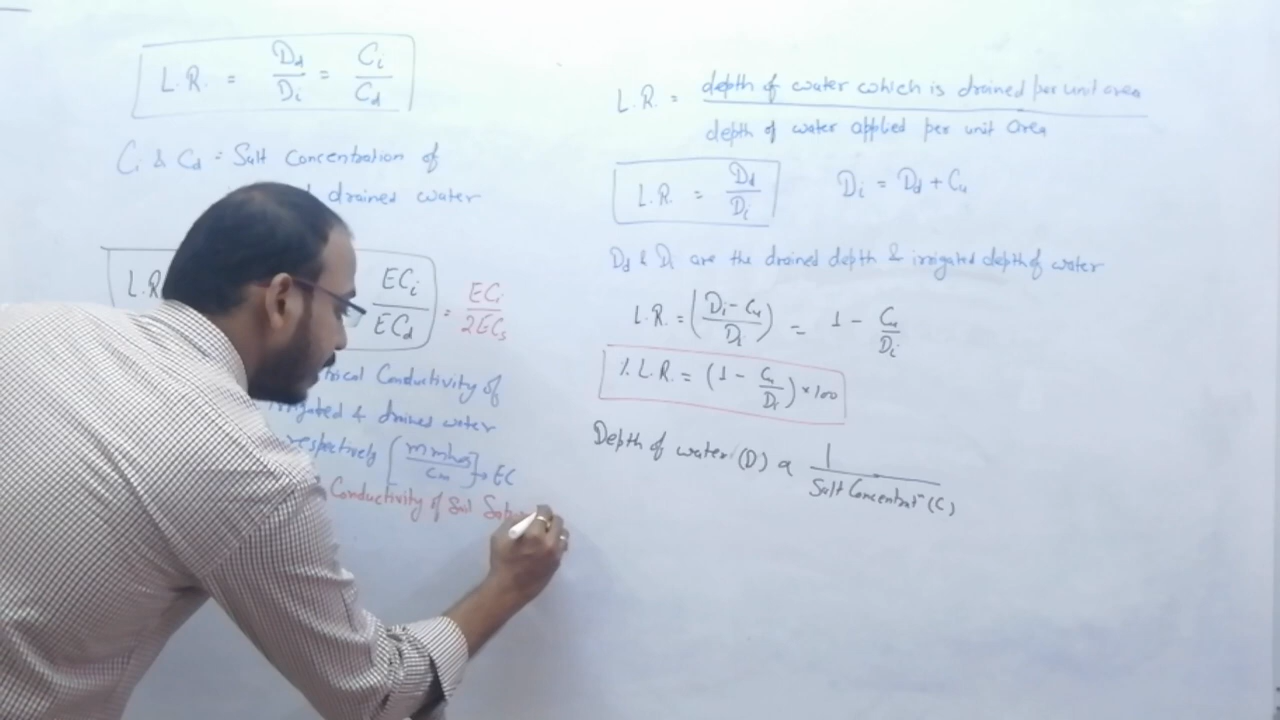 L.R. = Dd/Di = Ci/Cd
Ci & Cd = Salt Concentration of
drained water
L.R. ECi/ECd = ECi/2ECs
Conductivity of
& drained water
respectively [mmhos/cm] → EC
Conductivity of Soil
L.R. = depth of water which is drained per unit area / depth of water applied per unit area
L.R. = Dd/Di Di = Dd + Cu
Dd & Di are the drained depth & irrigated depth of water
L.R. = (Di - Cu/Di) = 1 - Cu/Di
% L.R. = (1 - Cu/Di) × 100
Depth of water (D) ∝ 1/Salt Concentratn (C)